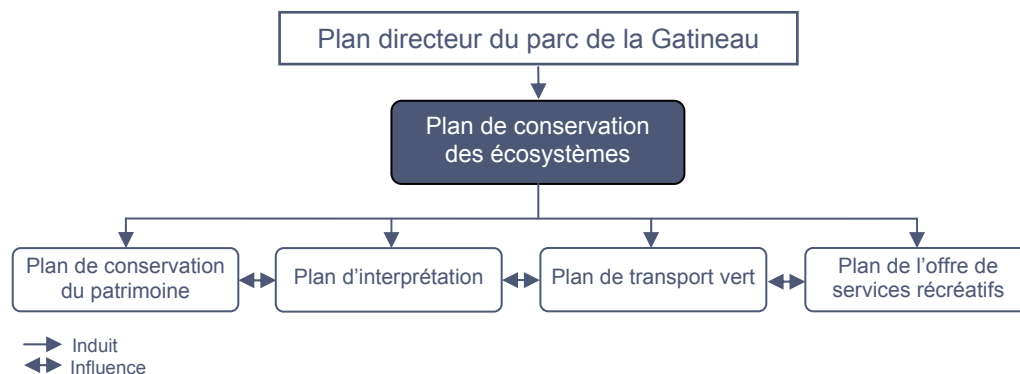 Plan directeur du parc de la Gatineau
Plan de conservation
des écosystèmes
Plan de conservation
du patrimoine
Plan d’interprétation
Plan de transport vert
Plan de l’offre de
services récréatifs
Induit
Influence